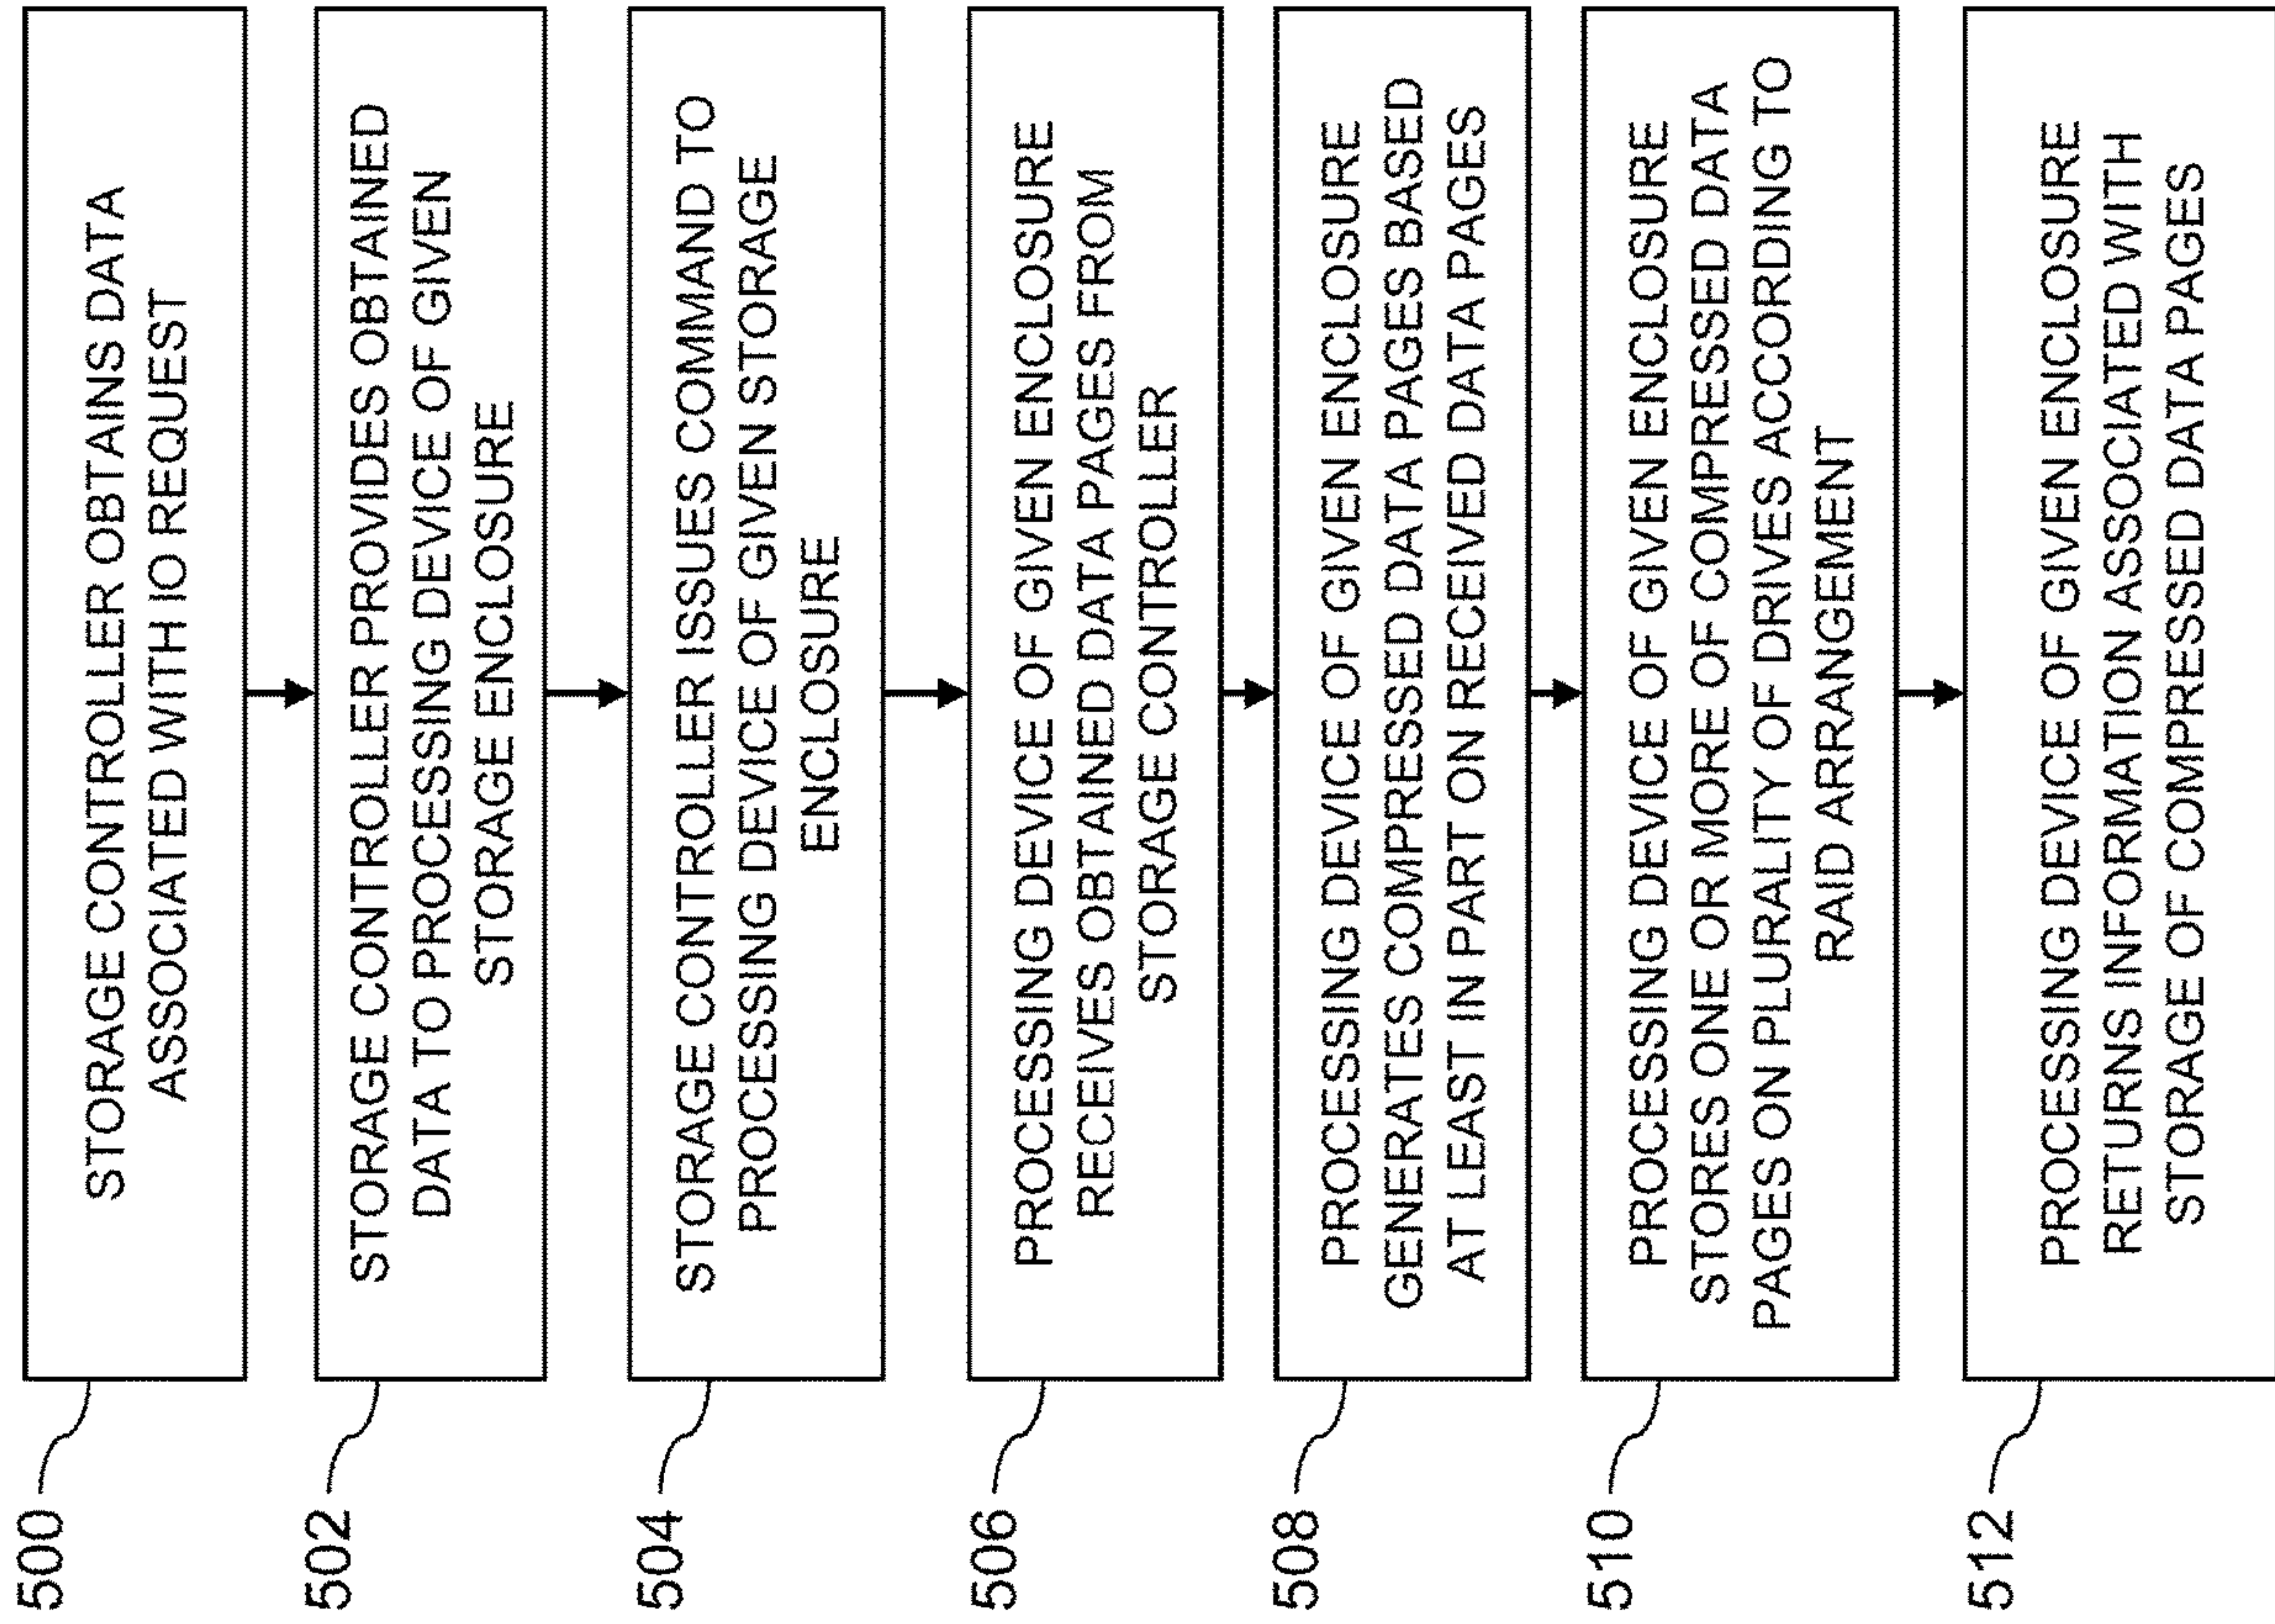 500
STORAGE CONTROLLER OBTAINS DATA
ASSOCIATED WITH IO REQUEST
502
STORAGE CONTROLLER PROVIDES OBTAINED
DATA TO PROCESSING DEVICE OF GIVEN
STORAGE ENCLOSURE
504
STORAGE CONTROLLER ISSUES COMMAND TO
PROCESSING DEVICE OF GIVEN STORAGE
ENCLOSURE
506
PROCESSING DEVICE OF GIVEN ENCLOSURE
RECEIVES OBTAINED DATA PAGES FROM
STORAGE CONTROLLER
508
PROCESSING DEVICE OF GIVEN ENCLOSURE
GENERATES COMPRESSED DATA PAGES BASED
AT LEAST IN PART ON RECEIVED DATA PAGES
510
PROCESSING DEVICE OF GIVEN ENCLOSURE
STORES ONE OR MORE OF COMPRESSED DATA
PAGES ON PLURALITY OF DRIVES ACCORDING TO
RAID ARRANGEMENT
512
PROCESSING DEVICE OF GIVEN ENCLOSURE
RETURNS INFORMATION ASSOCIATED WITH
STORAGE OF COMPRESSED DATA PAGES